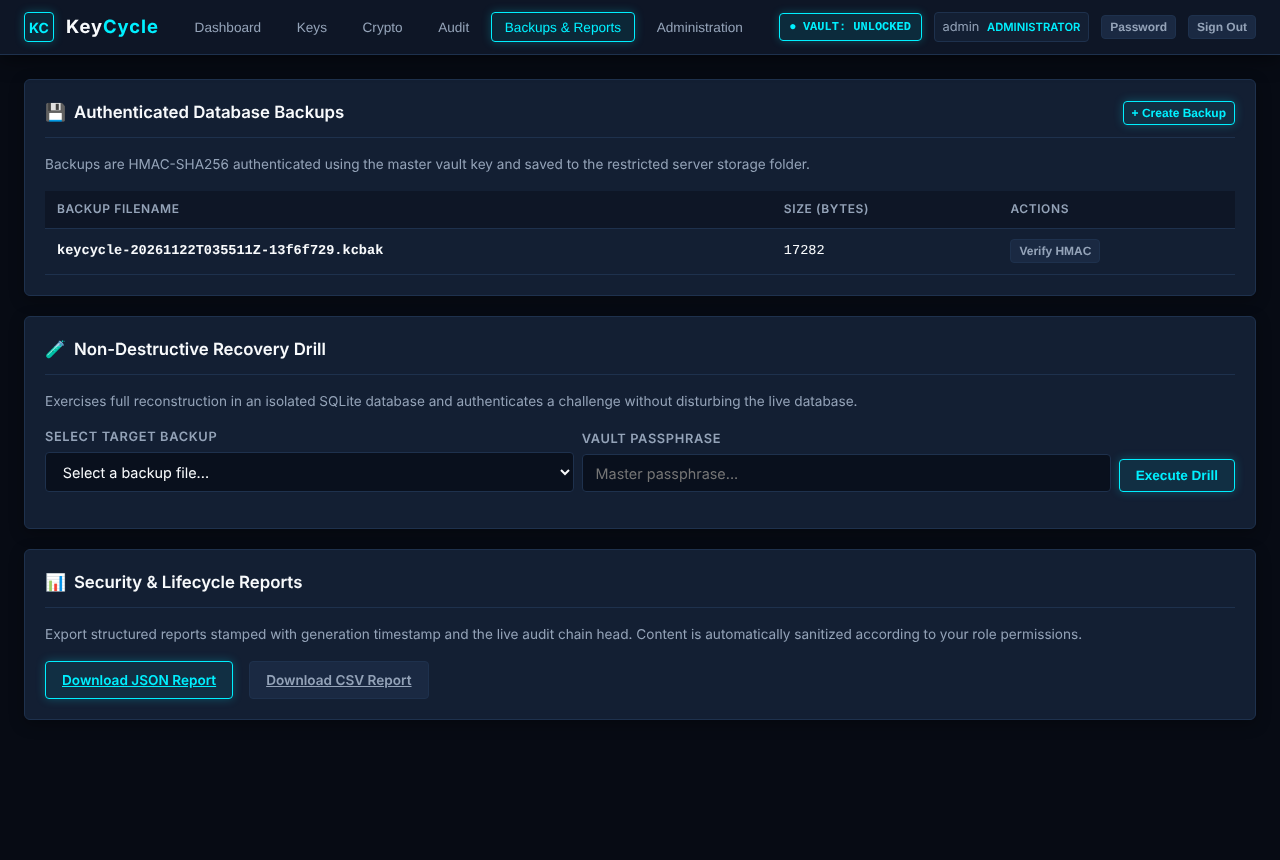 KC KeyCycle Dashboard Keys Crypto Audit Backups & Reports Administration ● VAULT: UNLOCKED admin ADMINISTRATOR Password Sign Out
💾 Authenticated Database Backups + Create Backup
Backups are HMAC-SHA256 authenticated using the master vault key and saved to the restricted server storage folder.
BACKUP FILENAME SIZE (BYTES) ACTIONS
keycycle-20261122T035511Z-13f6f729.kcbak 17282 Verify HMAC
🧪 Non-Destructive Recovery Drill
Exercises full reconstruction in an isolated SQLite database and authenticates a challenge without disturbing the live database.
SELECT TARGET BACKUP VAULT PASSPHRASE
Select a backup file... Master passphrase... Execute Drill
📊 Security & Lifecycle Reports
Export structured reports stamped with generation timestamp and the live audit chain head. Content is automatically sanitized according to your role permissions.
Download JSON Report Download CSV Report